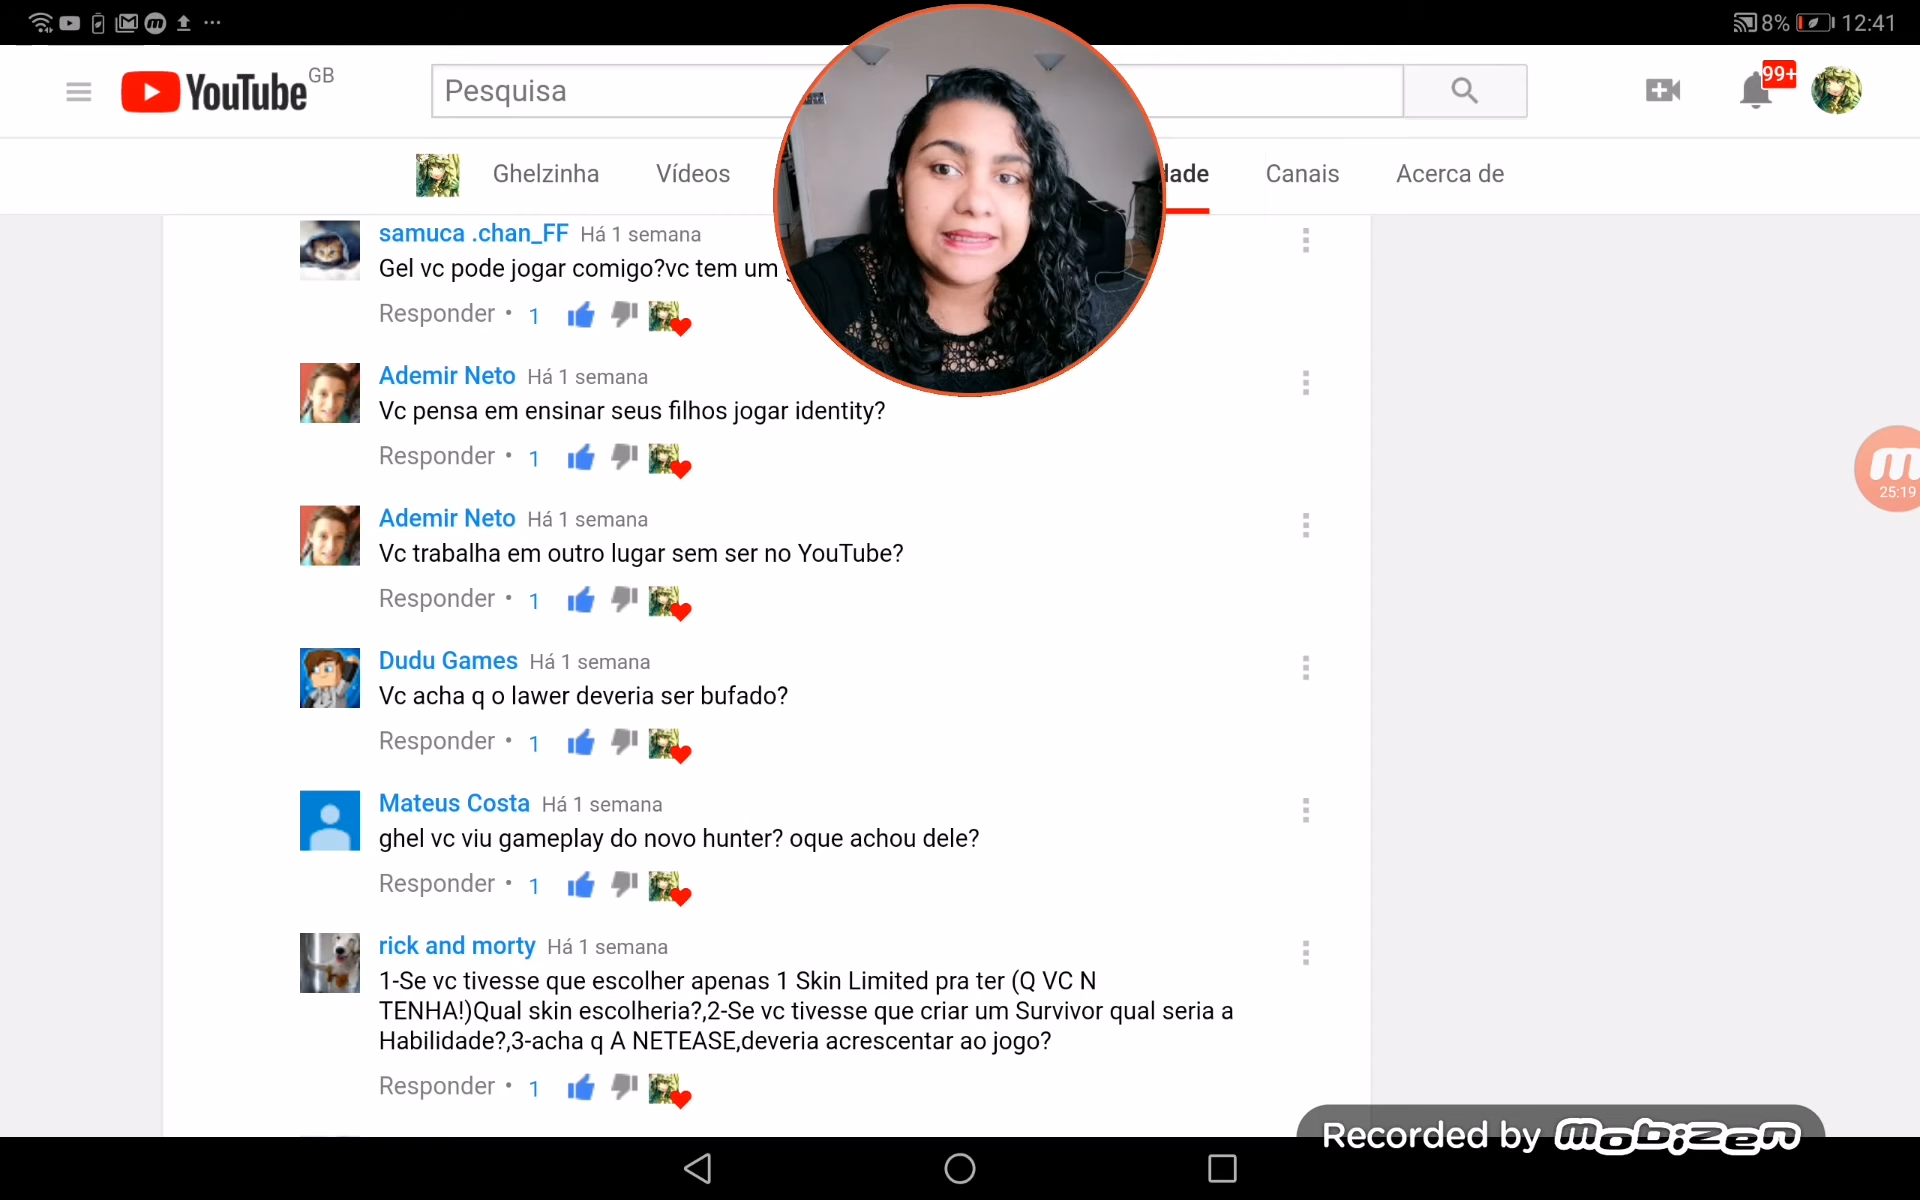 8% 12:41
YouTube GB
Pesquisa
99+
Ghelzinha Vídeos dade Canais Acerca de
samuca .chan_FF Há 1 semana
Gel vc pode jogar comigo?vc tem um
Responder • 1
Ademir Neto Há 1 semana
Vc pensa em ensinar seus filhos jogar identity?
Responder • 1
Ademir Neto Há 1 semana
Vc trabalha em outro lugar sem ser no YouTube?
Responder • 1
Dudu Games Há 1 semana
Vc acha q o lawer deveria ser bufado?
Responder • 1
Mateus Costa Há 1 semana
ghel vc viu gameplay do novo hunter? oque achou dele?
Responder • 1
rick and morty Há 1 semana
1-Se vc tivesse que escolher apenas 1 Skin Limited pra ter (Q VC N
TENHA!)Qual skin escolheria?,2-Se vc tivesse que criar um Survivor qual seria a
Habilidade?,3-acha q A NETEASE,deveria acrescentar ao jogo?
Responder • 1
m
25:19
Recorded by mobizen